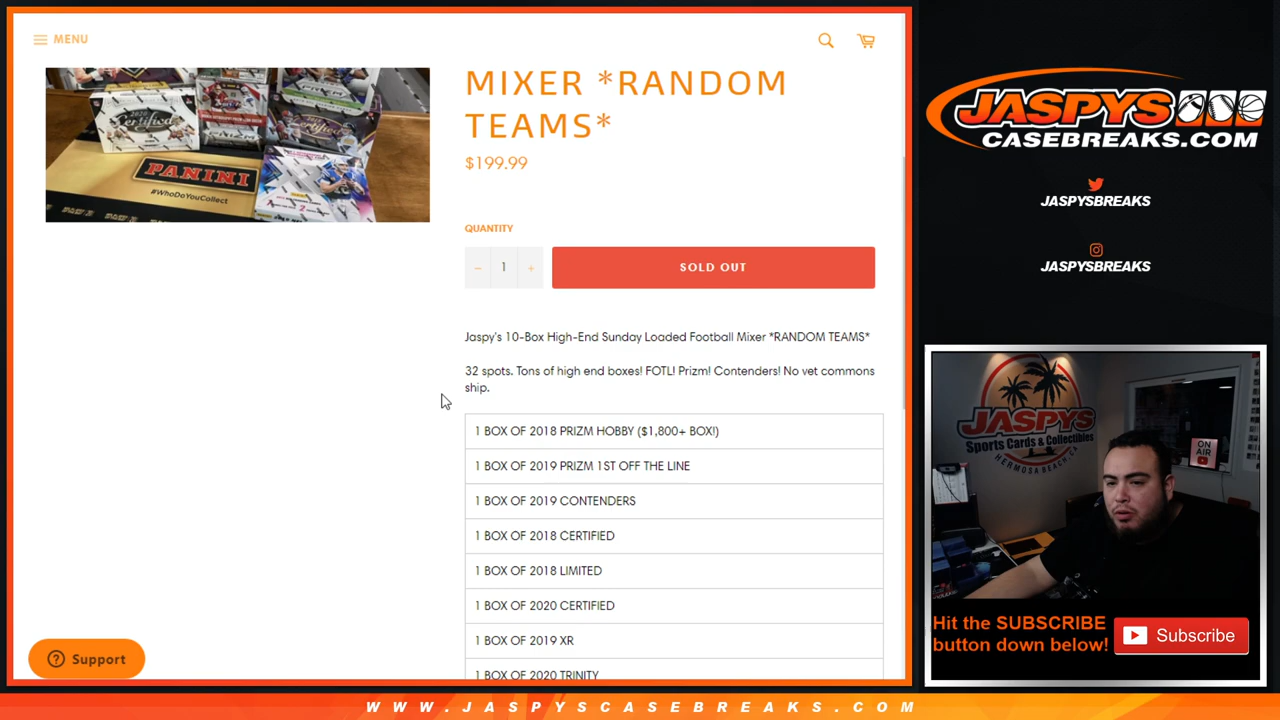 MENU
MIXER *RANDOM
TEAMS*
$199.99
QUANTITY
− 1 +
SOLD OUT
Jaspy's 10-Box High-End Sunday Loaded Football Mixer *RANDOM TEAMS*
32 spots. Tons of high end boxes! FOTL! Prizm! Contenders! No vet commons
ship.
1 BOX OF 2018 PRIZM HOBBY ($1,800+ BOX!)
1 BOX OF 2019 PRIZM 1ST OFF THE LINE
1 BOX OF 2019 CONTENDERS
1 BOX OF 2018 CERTIFIED
1 BOX OF 2018 LIMITED
1 BOX OF 2020 CERTIFIED
1 BOX OF 2019 XR
1 BOX OF 2020 TRINITY
Support
2020
Certified
Certified
PANINI
#WhoDoYouCollect
JASPYS
CASEBREAKS.COM
JASPYSBREAKS
JASPYSBREAKS
JASPYS
Sports Cards & Collectibles
HERMOSA BEACH, CA
ON
AIR
Hit the SUBSCRIBE
button down below!
Subscribe
WWW.JASPYSCASEBREAKS.COM